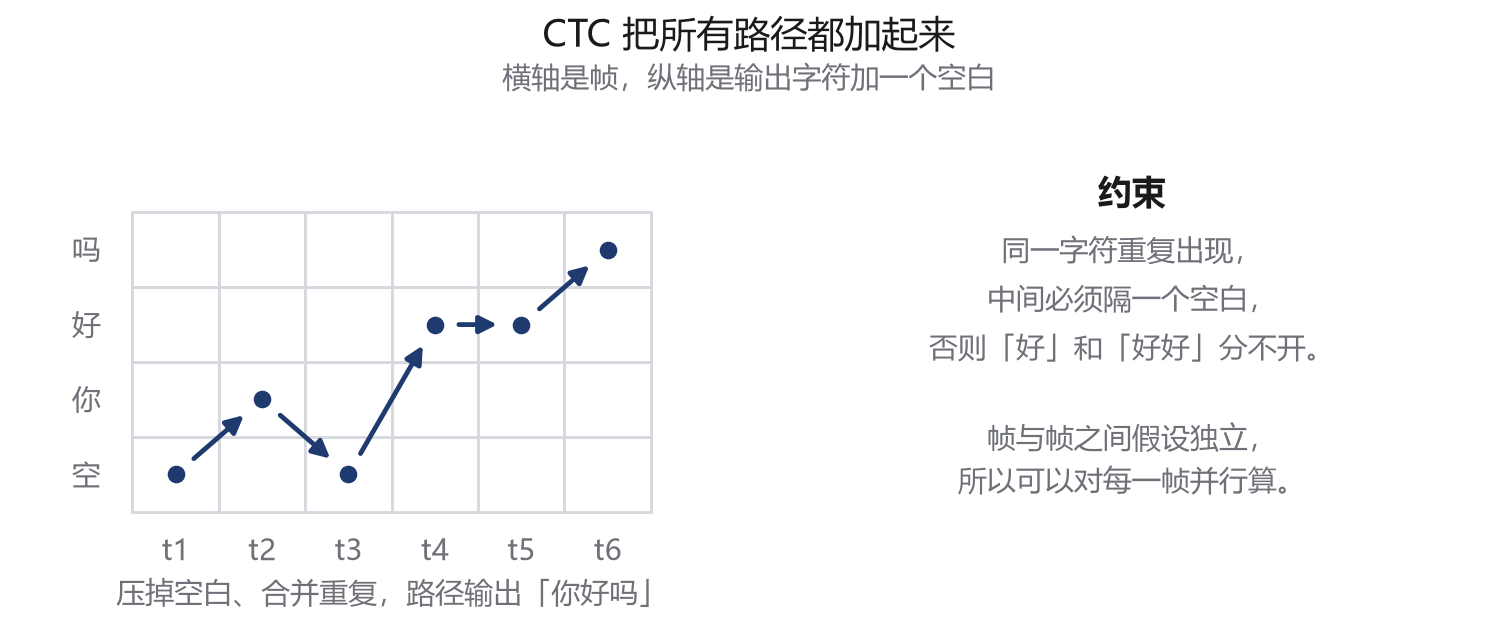 CTC 把所有路径都加起来
横轴是帧，纵轴是输出字符加一个空白
吗
好
你
空
t1 t2 t3 t4 t5 t6
压掉空白、合并重复，路径输出「你好吗」
约束
同一字符重复出现，
中间必须隔一个空白，
否则「好」和「好好」分不开。
帧与帧之间假设独立，
所以可以对每一帧并行算。